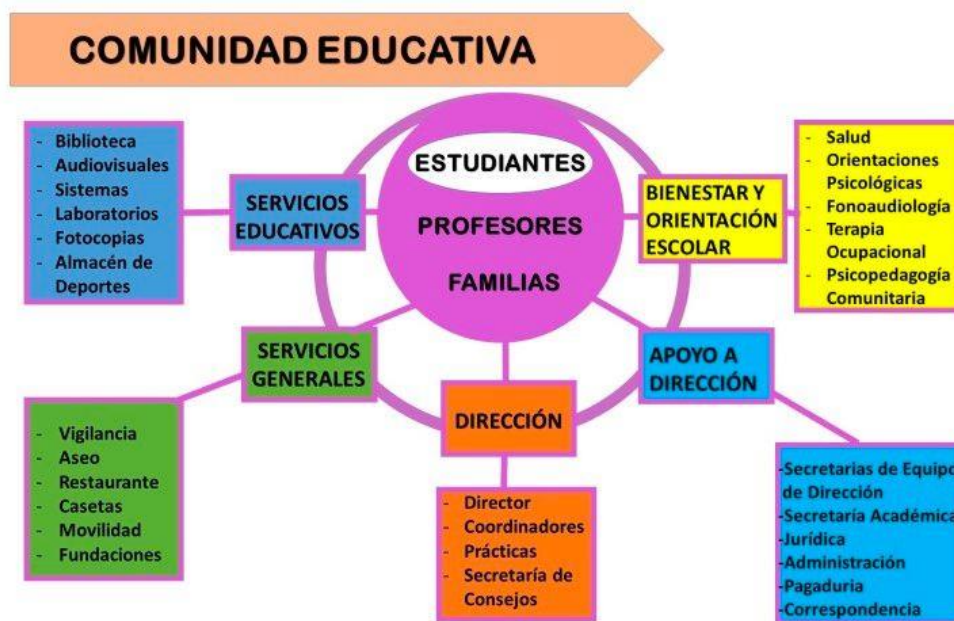 COMUNIDAD EDUCATIVA
- Biblioteca
- Audiovisuales
- Sistemas
- Laboratorios
- Fotocopias
- Almacén de
Deportes
SERVICIOS
EDUCATIVOS
ESTUDIANTES
PROFESORES
FAMILIAS
BIENESTAR Y
ORIENTACIÓN
ESCOLAR
- Salud
- Orientaciones
Psicológicas
- Fonoaudiología
- Terapia
Ocupacional
- Psicopedagogía
Comunitaria
SERVICIOS
GENERALES
- Vigilancia
- Aseo
- Restaurante
- Casetas
- Movilidad
- Fundaciones
DIRECCIÓN
- Director
- Coordinadores
- Prácticas
- Secretaría de
Consejos
APOYO A
DIRECCIÓN
-Secretarias de Equipo
de Dirección
-Secretaría Académica
-Jurídica
-Administración
-Pagaduria
-Correspondencia